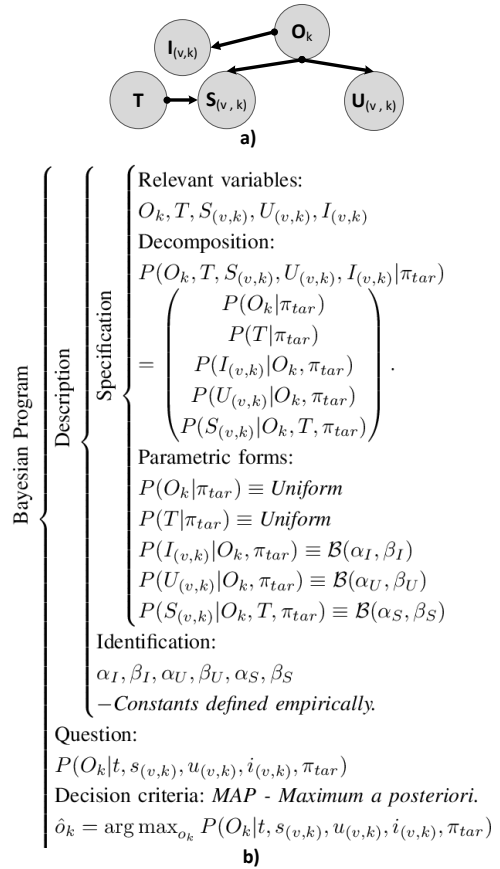 O_k
I_(v,k)
T
S_(v , k)
U_(v , k)
a)
Bayesian Program
Description
Specification
Relevant variables:
O_k, T, S_(v,k), U_(v,k), I_(v,k)
Decomposition:
P(O_k, T, S_(v,k), U_(v,k), I_(v,k)|π_tar)
P(O_k|π_tar)
P(T|π_tar)
= P(I_(v,k)|O_k, π_tar) .
P(U_(v,k)|O_k, π_tar)
P(S_(v,k)|O_k, T, π_tar)
Parametric forms:
P(O_k|π_tar) ≡ Uniform
P(T|π_tar) ≡ Uniform
P(I_(v,k)|O_k, π_tar) ≡ B(α_I, β_I)
P(U_(v,k)|O_k, π_tar) ≡ B(α_U, β_U)
P(S_(v,k)|O_k, T, π_tar) ≡ B(α_S, β_S)
Identification:
α_I, β_I, α_U, β_U, α_S, β_S
−Constants defined empirically.
Question:
P(O_k|t, s_(v,k), u_(v,k), i_(v,k), π_tar)
Decision criteria: MAP - Maximum a posteriori.
ô_k = arg max_o_k P(O_k|t, s_(v,k), u_(v,k), i_(v,k), π_tar)
b)